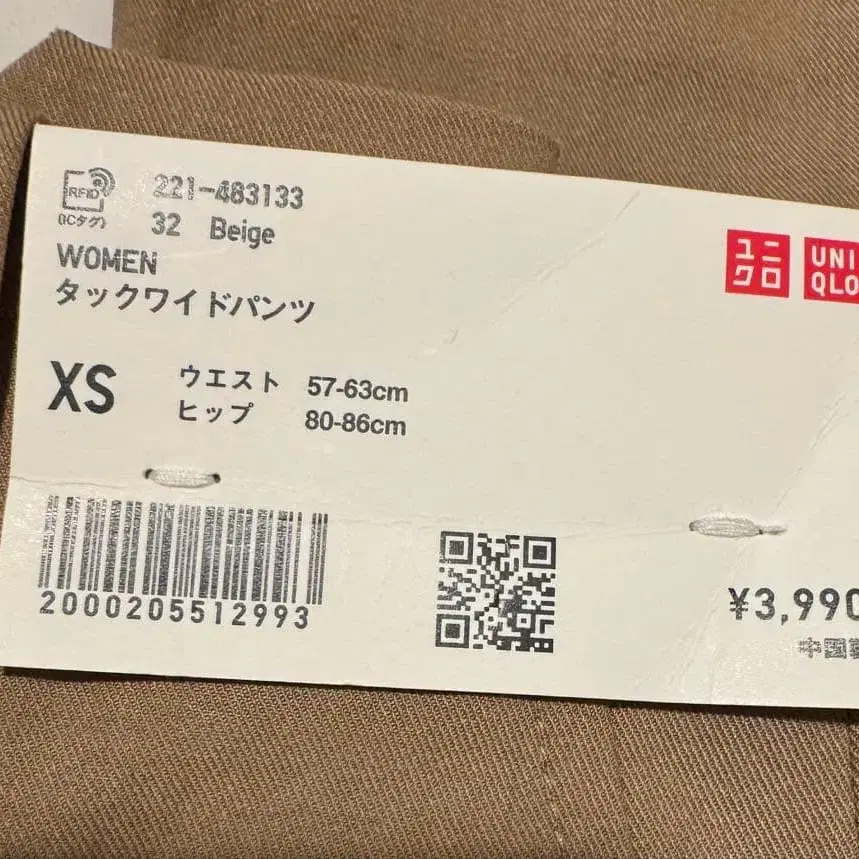 RFID
(ICタグ)
221-483133
32 Beige
WOMEN
タックワイドパンツ
XS
ウエスト 57-63cm
ヒップ 80-86cm
ユニ
クロ
UNI
QLO
2000205512993
¥3,990
中国